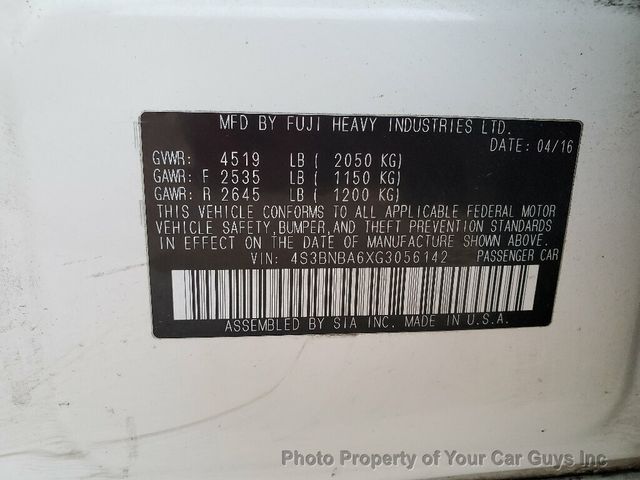 MFD BY FUJI HEAVY INDUSTRIES LTD.
DATE: 04/16
GVWR: 4519 LB ( 2050 KG)
GAWR: F 2535 LB ( 1150 KG)
GAWR: R 2645 LB ( 1200 KG)
THIS VEHICLE CONFORMS TO ALL APPLICABLE FEDERAL MOTOR
VEHICLE SAFETY, BUMPER, AND THEFT PREVENTION STANDARDS
IN EFFECT ON THE DATE OF MANUFACTURE SHOWN ABOVE.
VIN: 4S3BNBA6XG3056142 PASSENGER CAR
ASSEMBLED BY SIA INC. MADE IN U.S.A.
Photo Property of Your Car Guys Inc